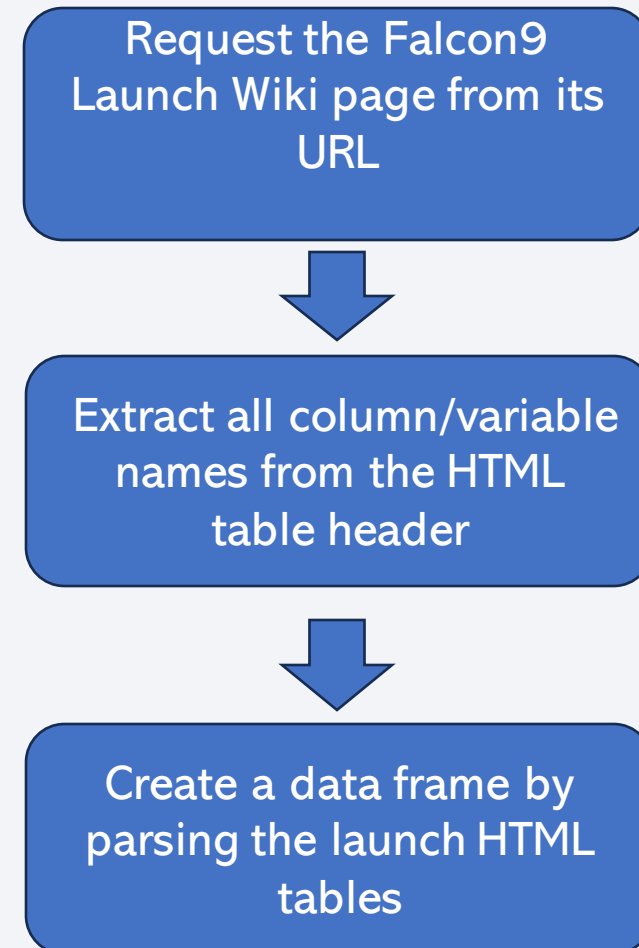 Request the Falcon9
Launch Wiki page from its
URL
Extract all column/variable
names from the HTML
table header
Create a data frame by
parsing the launch HTML
tables